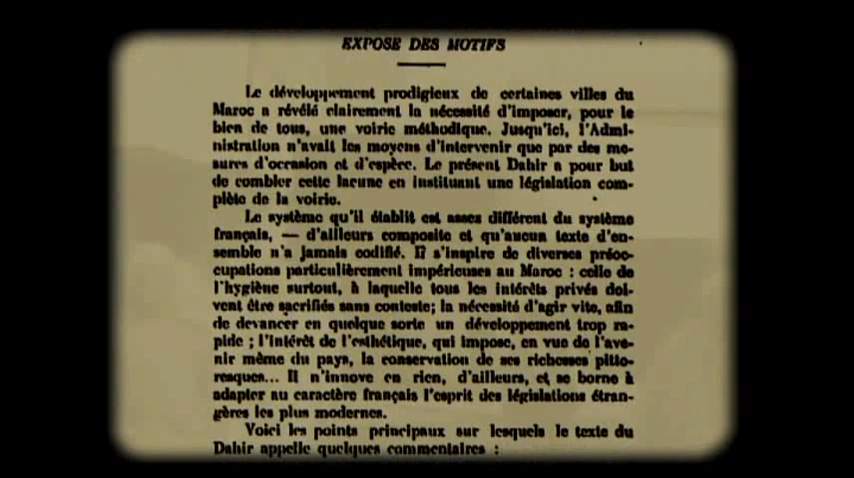 EXPOSE DES MOTIFS
Le développement prodigieux de certaines villes du
Maroc a révélé clairement la nécessité d'imposer, pour le
bien de tous, une voirie méthodique. Jusqu'ici, l'Admi-
nistration n'avait les moyens d'intervenir que par des me-
sures d'occasion et d'espèce. Le présent Dahir a pour but
de combler cette lacune en instituant une législation com-
plète de la voirie.
Le système qu'il établit est assez différent du système
français, — d'ailleurs composite et qu'aucun texte d'en-
semble n'a jamais codifié. Il s'inspire de diverses préoc-
cupations particulièrement impérieuses au Maroc : celle de
l'hygiène surtout, à laquelle tous les intérêts privés doi-
vent être sacrifiés sans conteste; la nécessité d'agir vite, afin
de devancer en quelque sorte un développement trop ra-
pide ; l'intérêt de l'esthétique, qui impose, en vue de l'ave-
nir même du pays, la conservation de ses richesses pitto-
resques... Il n'innove en rien, d'ailleurs, et se borne à
adapter au caractère français l'esprit des législations étran-
gères les plus modernes.
Voici les points principaux sur lesquels le texte du
Dahir appelle quelques commentaires :